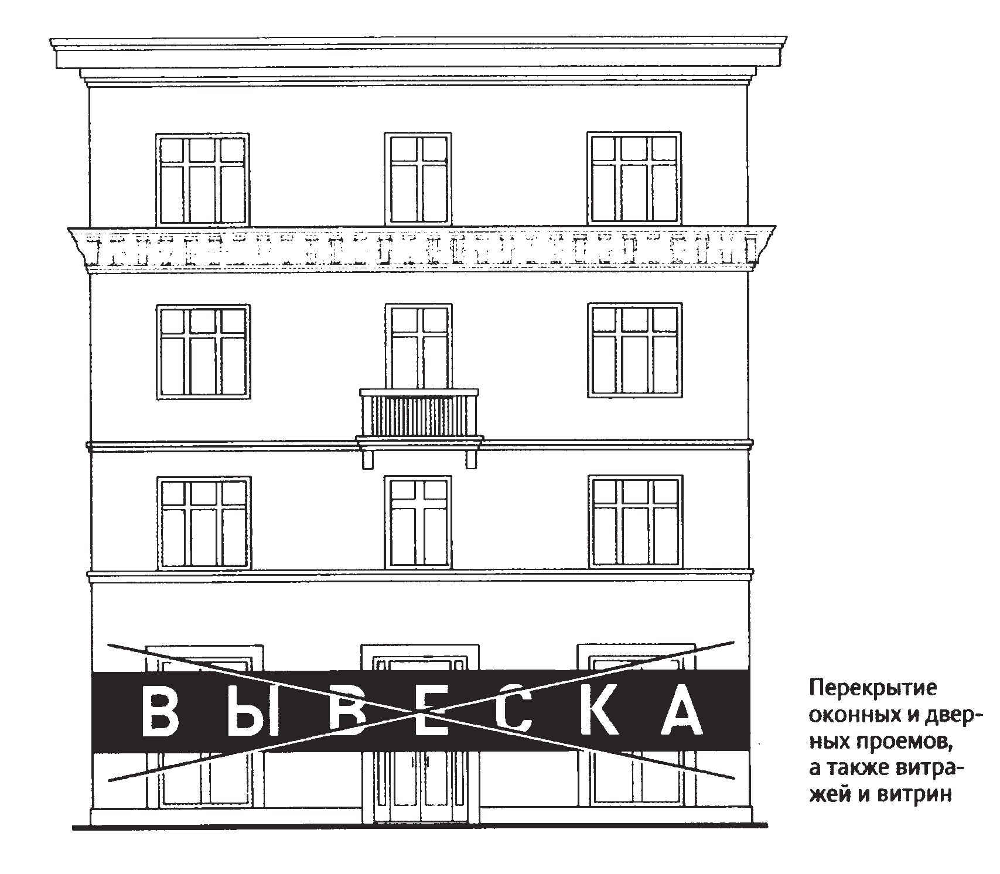 ВЫВЕСКА
Перекрытие
оконных и двер-
ных проемов,
а также витра-
жей и витрин